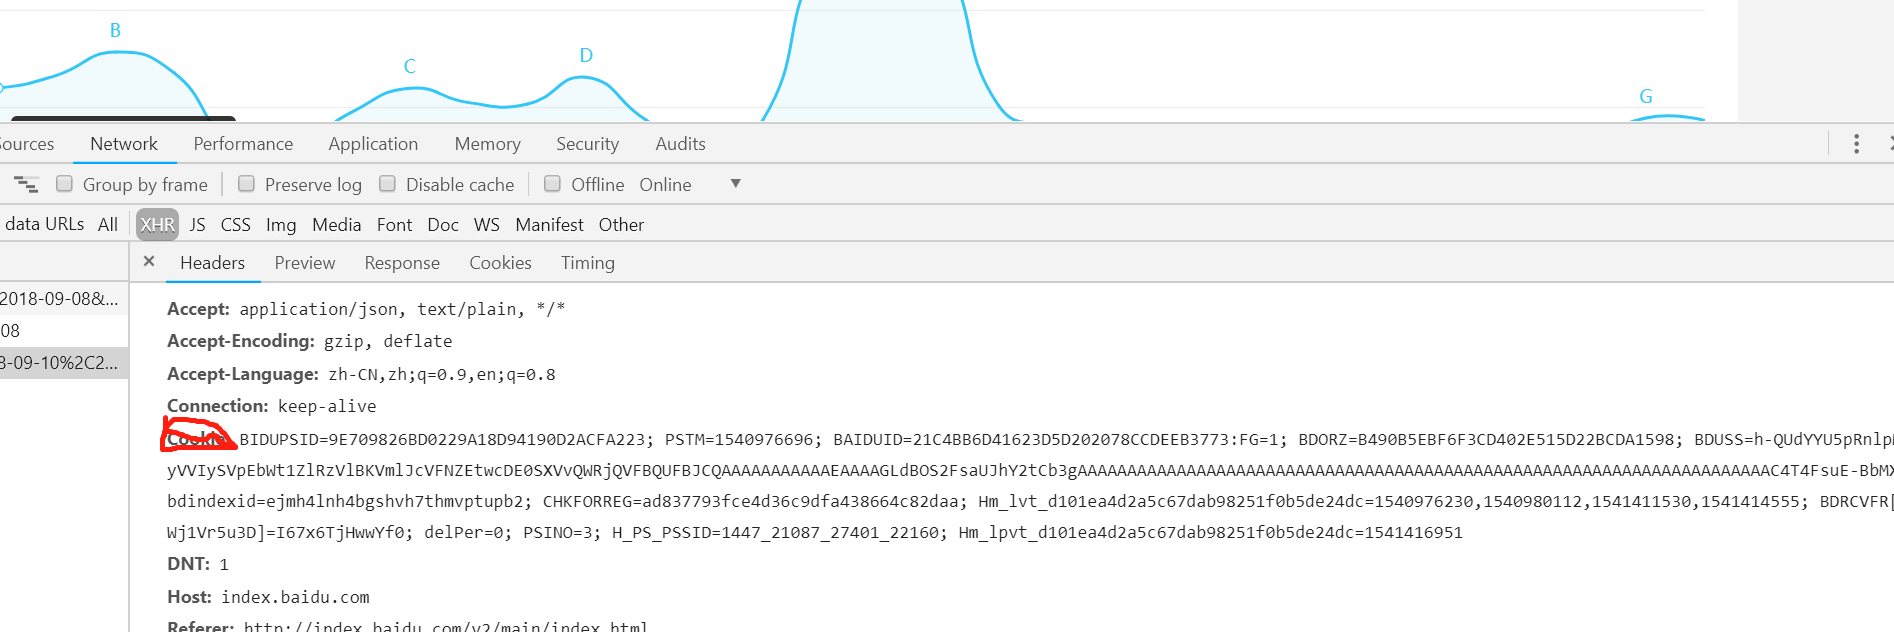 B
C
D
G
ources Network Performance Application Memory Security Audits
Group by frame Preserve log Disable cache Offline Online
data URLs All XHR JS CSS Img Media Font Doc WS Manifest Other
× Headers Preview Response Cookies Timing
2018-09-08&...
08
8-09-10%2C2...
Accept: application/json, text/plain, */*
Accept-Encoding: gzip, deflate
Accept-Language: zh-CN,zh;q=0.9,en;q=0.8
Connection: keep-alive
Cookie: BIDUPSID=9E709826BD0229A18D94190D2ACFA223; PSTM=1540976696; BAIDUID=21C4BB6D41623D5D202078CCDEEB3773:FG=1; BDORZ=B490B5EBF6F3CD402E515D22BCDA1598; BDUSS=h-QUdYYU5pRnlpM
bdindexid=ejmh4lnh4bgshvh7thmvptupb2; CHKFORREG=ad837793fce4d36c9dfa438664c82daa; Hm_lvt_d101ea4d2a5c67dab98251f0b5de24dc=1540976230,1540980112,1541411530,1541414555; BDRCVFR[
Wj1Vr5u3D]=I67x6TjHwwYf0; delPer=0; PSINO=3; H_PS_PSSID=1447_21087_27401_22160; Hm_lpvt_d101ea4d2a5c67dab98251f0b5de24dc=1541416951
DNT: 1
Host: index.baidu.com
Referer: http://index.baidu.com/v2/main/index.html